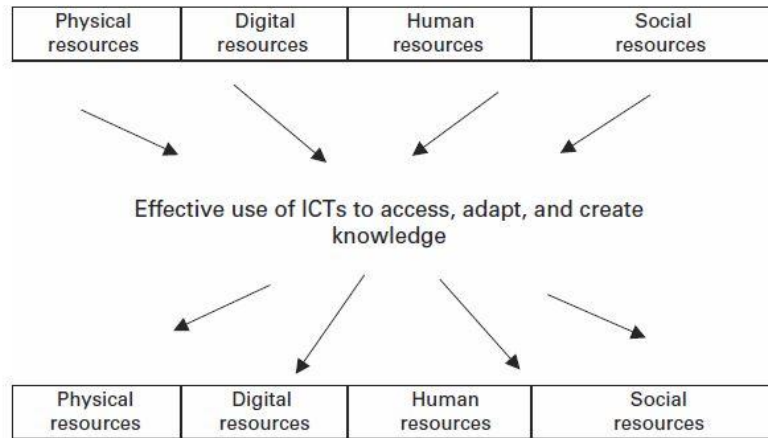 Physical resources
Digital resources
Human resources
Social resources
Effective use of ICTs to access, adapt, and create
knowledge
Physical resources
Digital resources
Human resources
Social resources